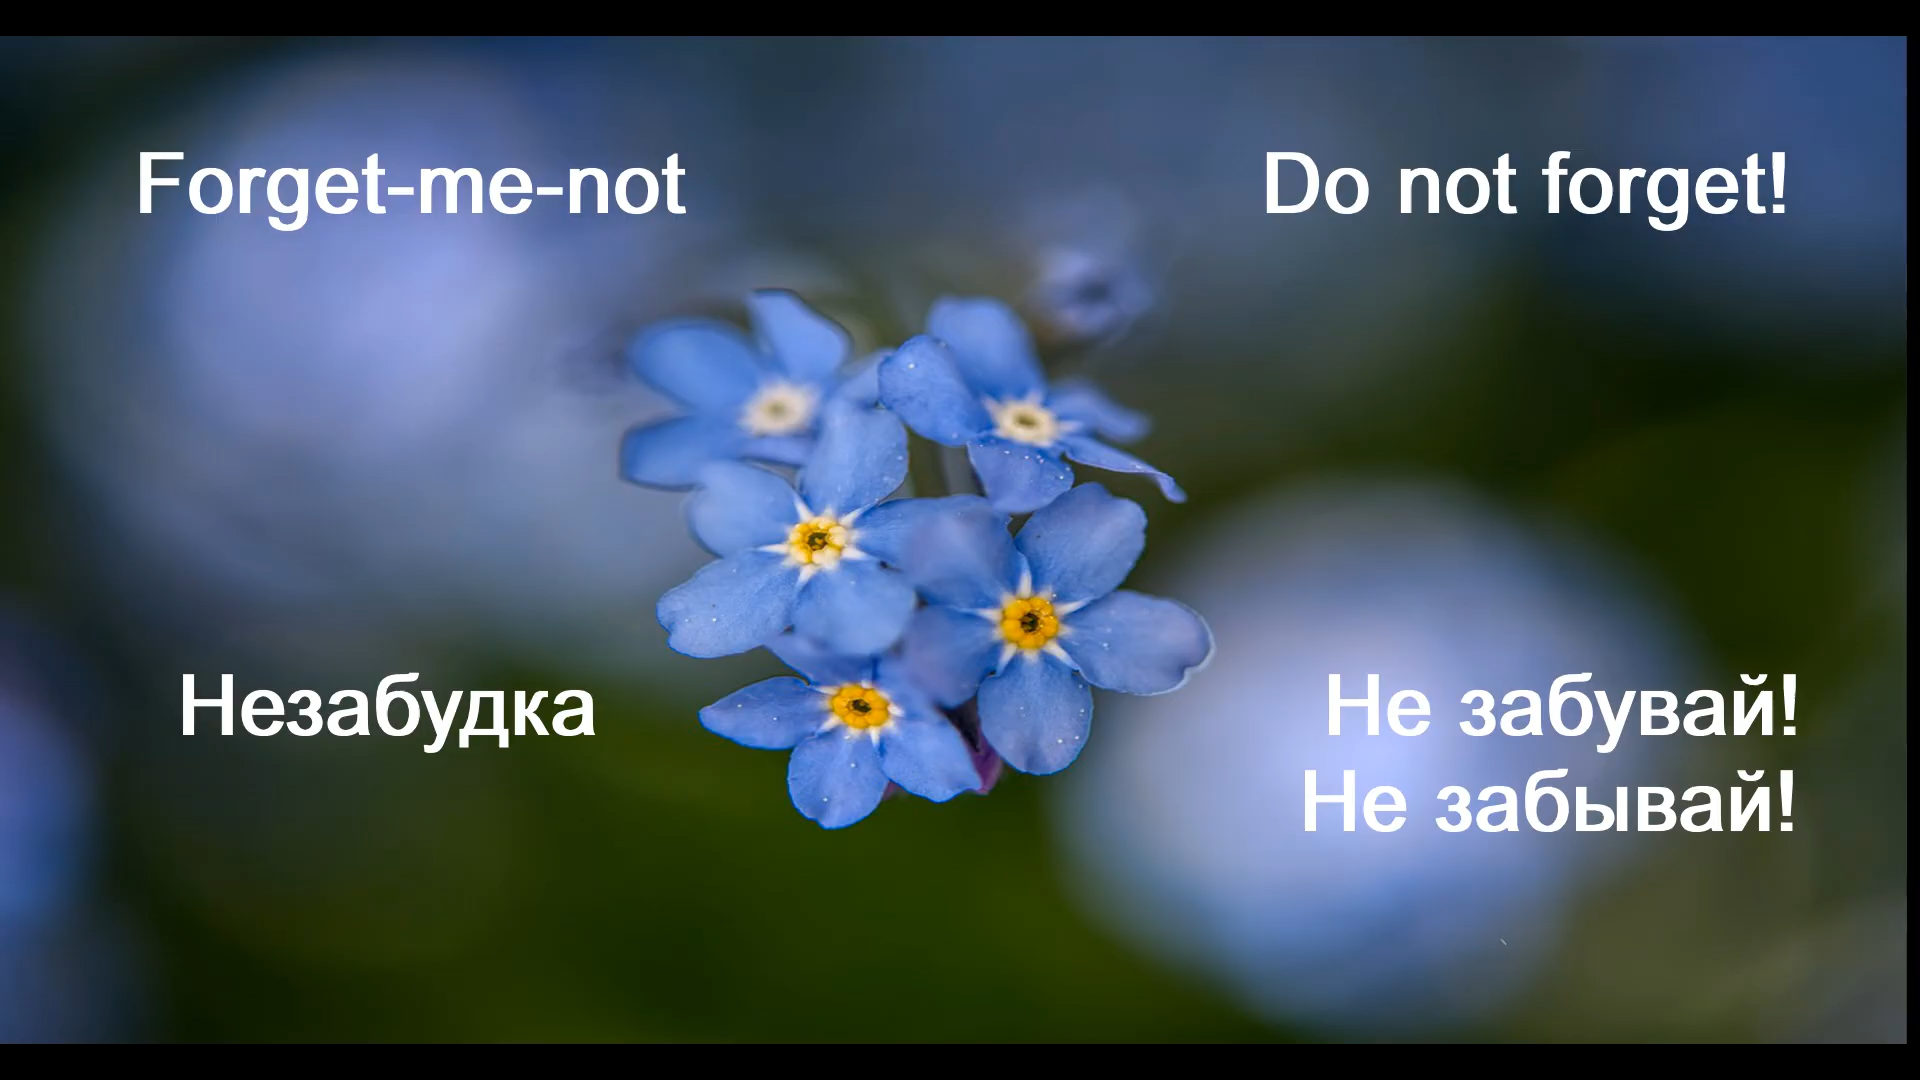 Forget-me-not
Do not forget!
Незабудка
Не забувай!
Не забывай!